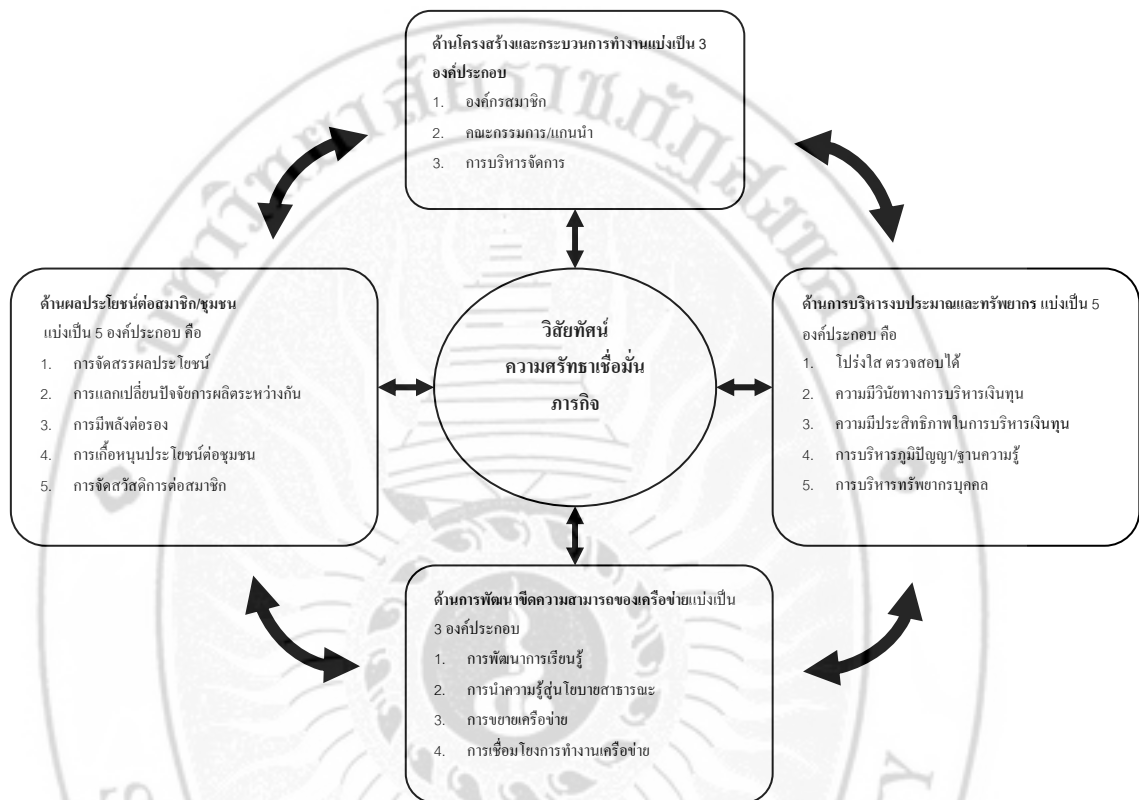 ด้านโครงสร้างและกระบวนการทำงานแบ่งเป็น 3
องค์ประกอบ
1. องค์กรสมาชิก
2. คณะกรรมการ/แกนนำ
3. การบริหารจัดการ
ด้านผลประโยชน์ต่อสมาชิก/ชุมชน
แบ่งเป็น 5 องค์ประกอบ คือ
1. การจัดสรรผลประโยชน์
2. การแลกเปลี่ยนปัจจัยการผลิตระหว่างกัน
3. การมีพลังต่อรอง
4. การเกื้อหนุนประโยชน์ต่อชุมชน
5. การจัดสวัสดิการต่อสมาชิก
วิสัยทัศน์
ความศรัทธาเชื่อมั่น
ภารกิจ
ด้านการบริหารงบประมาณและทรัพยากร แบ่งเป็น 5
องค์ประกอบ คือ
1. โปร่งใส ตรวจสอบได้
2. ความมีวินัยทางการบริหารเงินทุน
3. ความมีประสิทธิภาพในการบริหารเงินทุน
4. การบริหารภูมิปัญญา/ฐานความรู้
5. การบริหารทรัพยากรบุคคล
ด้านการพัฒนาขีดความสามารถของเครือข่ายแบ่งเป็น
3 องค์ประกอบ
1. การพัฒนาการเรียนรู้
2. การนำความรู้สู่นโยบายสาธารณะ
3. การขยายเครือข่าย
4. การเชื่อมโยงการทำงานเครือข่าย